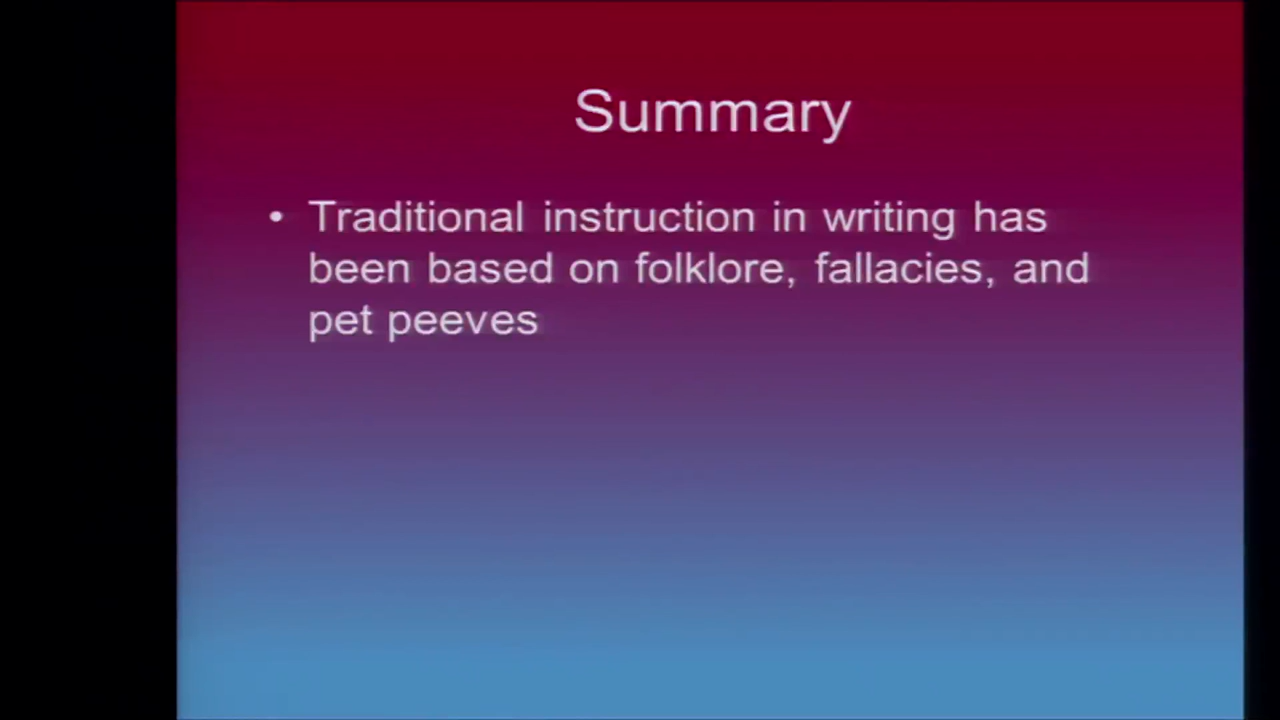 Summary
• Traditional instruction in writing has
been based on folklore, fallacies, and
pet peeves